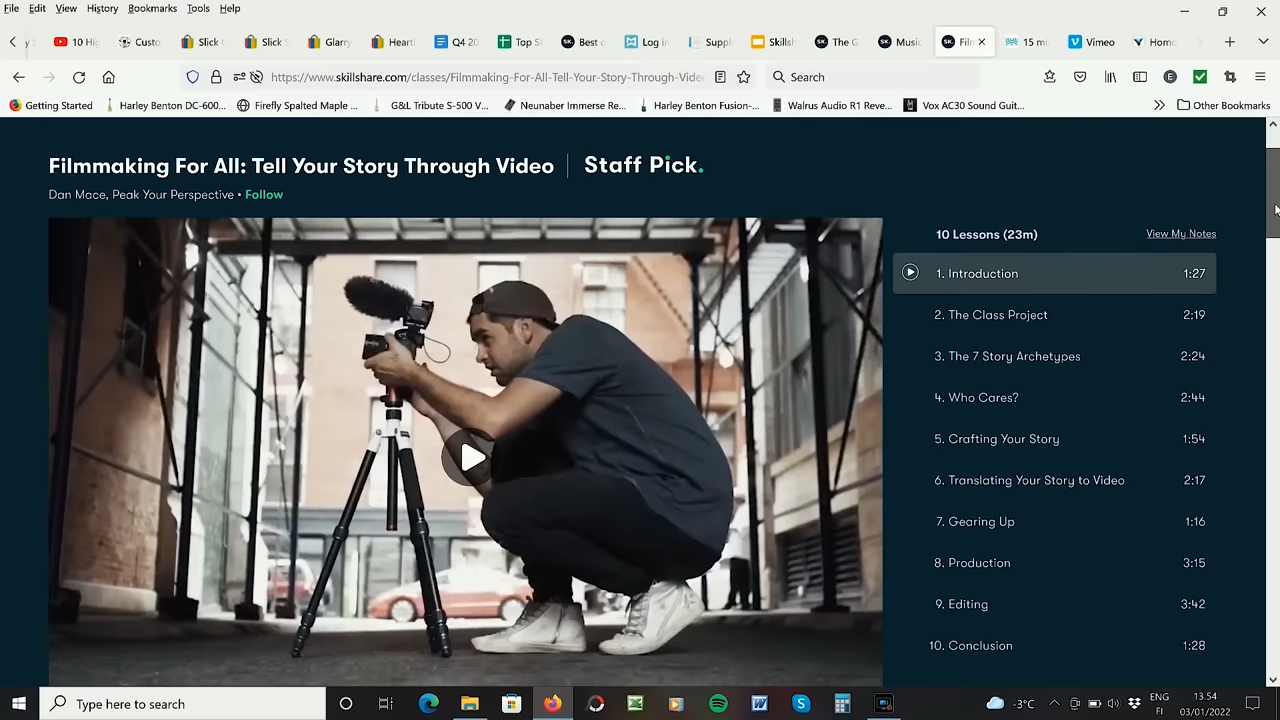 File Edit View History Bookmarks Tools Help
10 Hi Custo Slick Slick Glarry Heart Q4 20 Top S Best o Log in Suppl Skillsh The G Music Film 15 mi Vimeo Home
https://www.skillshare.com/classes/Filmmaking-For-All-Tell-Your-Story-Through-Vide Search
Getting Started Harley Benton DC-600... Firefly Spalted Maple ... G&L Tribute S-500 V... Neunaber Immerse Re... Harley Benton Fusion-... Walrus Audio R1 Reve... Vox AC30 Sound Guit... Other Bookmarks
Filmmaking For All: Tell Your Story Through Video | Staff Pick.
Dan Mace, Peak Your Perspective • Follow
10 Lessons (23m) View My Notes
1. Introduction 1:27
2. The Class Project 2:19
3. The 7 Story Archetypes 2:24
4. Who Cares? 2:44
5. Crafting Your Story 1:54
6. Translating Your Story to Video 2:17
7. Gearing Up 1:16
8. Production 3:15
9. Editing 3:42
10. Conclusion 1:28
Type here to search
-3°C
ENG
FI
13.54
03/01/2022